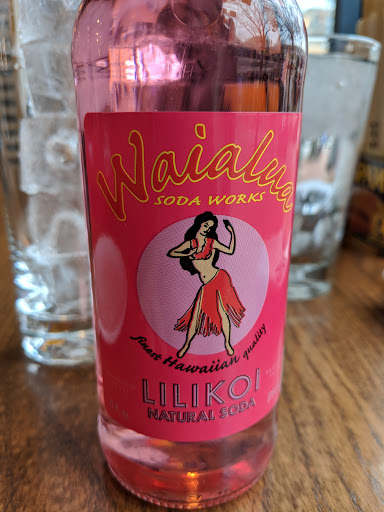 Waialua
SODA WORKS
finest Hawaiian quality
LILIKOI
NATURAL SODA